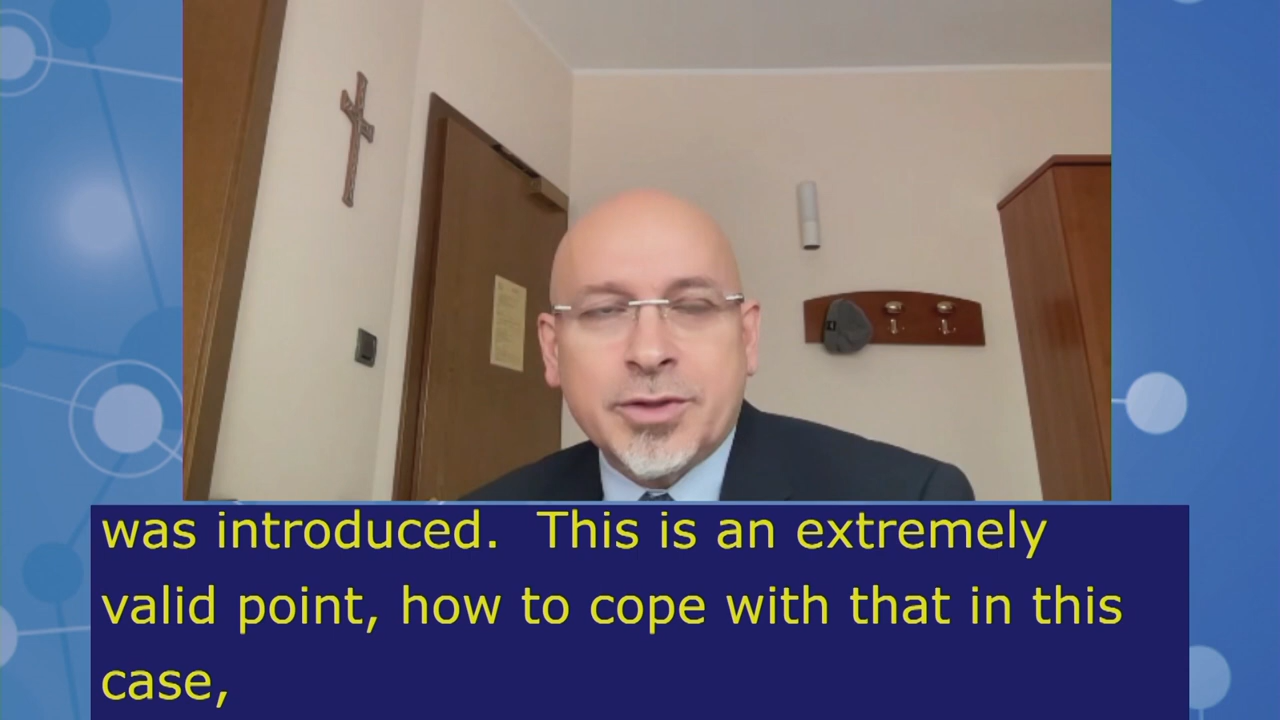 was introduced.  This is an extremely
valid point, how to cope with that in this
case,